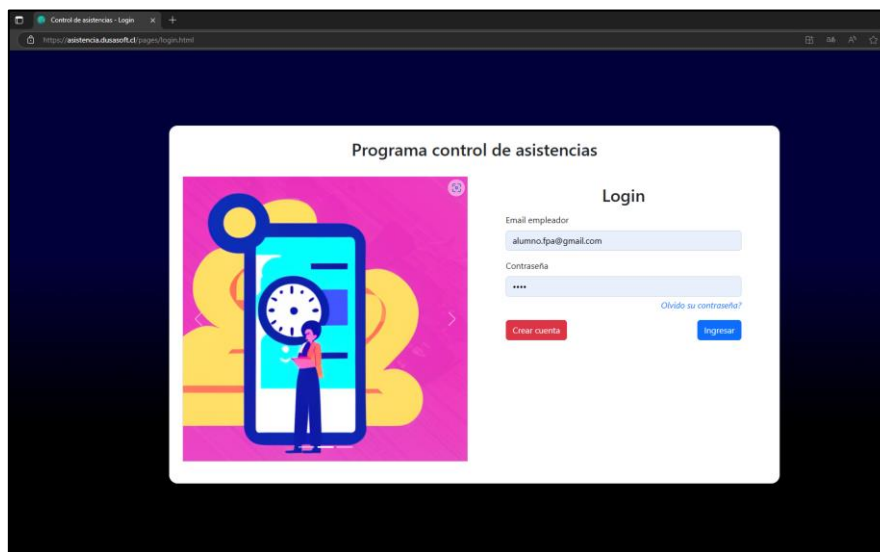 Control de asistencias - Login
https://asistencia.dusasoft.cl/pages/login.html
Programa control de asistencias
Login
Email empleador
alumno.fpa@gmail.com
Contraseña
••••
Olvido su contraseña?
Crear cuenta
Ingresar